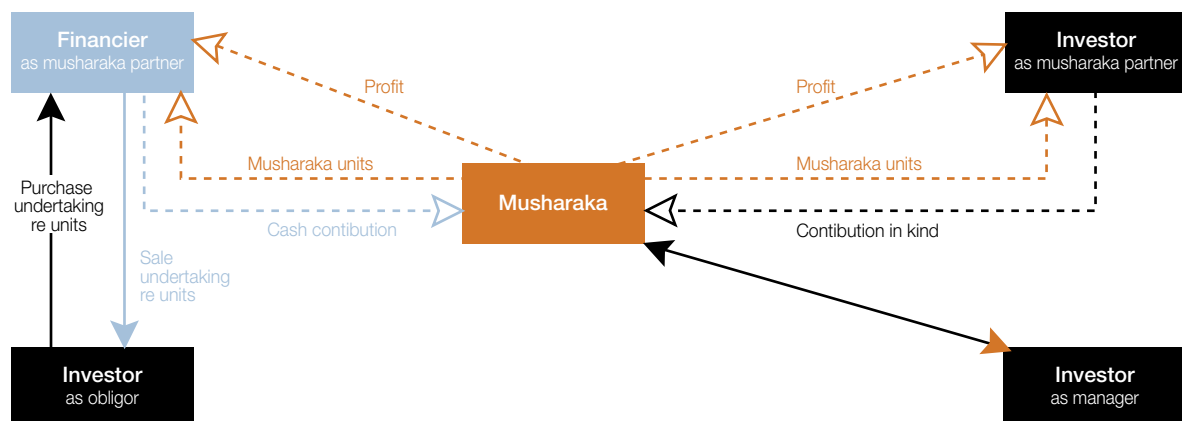 Financier
as musharaka partner
Investor
as musharaka partner
Profit
Profit
Musharaka units
Musharaka units
Musharaka
Purchase
undertaking
re units
Cash contibution
Contibution in kind
Sale
undertaking
re units
Investor
as obligor
Investor
as manager